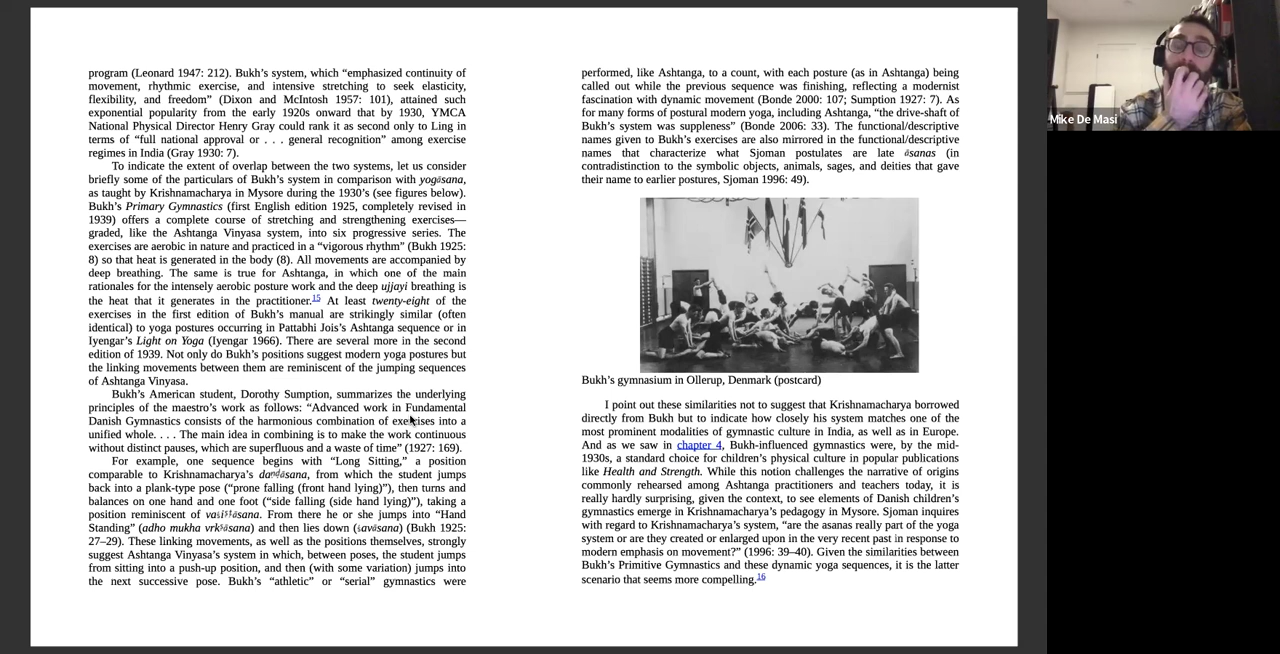 program (Leonard 1947: 212). Bukh's system, which “emphasized continuity of
movement, rhythmic exercise, and intensive stretching to seek elasticity,
flexibility, and freedom” (Dixon and McIntosh 1957: 101), attained such
exponential popularity from the early 1920s onward that by 1930, YMCA
National Physical Director Henry Gray could rank it as second only to Ling in
terms of “full national approval or . . . general recognition” among exercise
regimes in India (Gray 1930: 7).
To indicate the extent of overlap between the two systems, let us consider
briefly some of the particulars of Bukh's system in comparison with yogāsana,
as taught by Krishnamacharya in Mysore during the 1930's (see figures below).
Bukh's Primary Gymnastics (first English edition 1925, completely revised in
1939) offers a complete course of stretching and strengthening exercises—
graded, like the Ashtanga Vinyasa system, into six progressive series. The
exercises are aerobic in nature and practiced in a “vigorous rhythm” (Bukh 1925:
8) so that heat is generated in the body (8). All movements are accompanied by
deep breathing. The same is true for Ashtanga, in which one of the main
rationales for the intensely aerobic posture work and the deep ujjayi breathing is
the heat that it generates in the practitioner.15 At least twenty-eight of the
exercises in the first edition of Bukh's manual are strikingly similar (often
identical) to yoga postures occurring in Pattabhi Jois's Ashtanga sequence or in
Iyengar's Light on Yoga (Iyengar 1966). There are several more in the second
edition of 1939. Not only do Bukh's positions suggest modern yoga postures but
the linking movements between them are reminiscent of the jumping sequences
of Ashtanga Vinyasa.
Bukh's American student, Dorothy Sumption, summarizes the underlying
principles of the maestro's work as follows: “Advanced work in Fundamental
Danish Gymnastics consists of the harmonious combination of exercises into a
unified whole. . . . The main idea in combining is to make the work continuous
without distinct pauses, which are superfluous and a waste of time” (1927: 169).
For example, one sequence begins with “Long Sitting,” a position
comparable to Krishnamacharya's daṇḍāsana, from which the student jumps
back into a plank-type pose (“prone falling (front hand lying)”), then turns and
balances on one hand and one foot (“side falling (side hand lying)”), taking a
position reminiscent of vasiṣṭhāsana. From there he or she jumps into “Hand
Standing” (adho mukha vrkṣāsana) and then lies down (śavāsana) (Bukh 1925:
27–29). These linking movements, as well as the positions themselves, strongly
suggest Ashtanga Vinyasa's system in which, between poses, the student jumps
from sitting into a push-up position, and then (with some variation) jumps into
the next successive pose. Bukh's “athletic” or “serial” gymnastics were
performed, like Ashtanga, to a count, with each posture (as in Ashtanga) being
called out while the previous sequence was finishing, reflecting a modernist
fascination with dynamic movement (Bonde 2000: 107; Sumption 1927: 7). As
for many forms of postural modern yoga, including Ashtanga, “the drive-shaft of
Bukh's system was suppleness” (Bonde 2006: 33). The functional/descriptive
names given to Bukh's exercises are also mirrored in the functional/descriptive
names that characterize what Sjoman postulates are late āsanas (in
contradistinction to the symbolic objects, animals, sages, and deities that gave
their name to earlier postures, Sjoman 1996: 49).
Bukh's gymnasium in Ollerup, Denmark (postcard)
I point out these similarities not to suggest that Krishnamacharya borrowed
directly from Bukh but to indicate how closely his system matches one of the
most prominent modalities of gymnastic culture in India, as well as in Europe.
And as we saw in chapter 4, Bukh-influenced gymnastics were, by the mid-
1930s, a standard choice for children's physical culture in popular publications
like Health and Strength. While this notion challenges the narrative of origins
commonly rehearsed among Ashtanga practitioners and teachers today, it is
really hardly surprising, given the context, to see elements of Danish children's
gymnastics emerge in Krishnamacharya's pedagogy in Mysore. Sjoman inquires
with regard to Krishnamacharya's system, “are the asanas really part of the yoga
system or are they created or enlarged upon in the very recent past in response to
modern emphasis on movement?” (1996: 39–40). Given the similarities between
Bukh's Primitive Gymnastics and these dynamic yoga sequences, it is the latter
scenario that seems more compelling.16
Mike De Masi